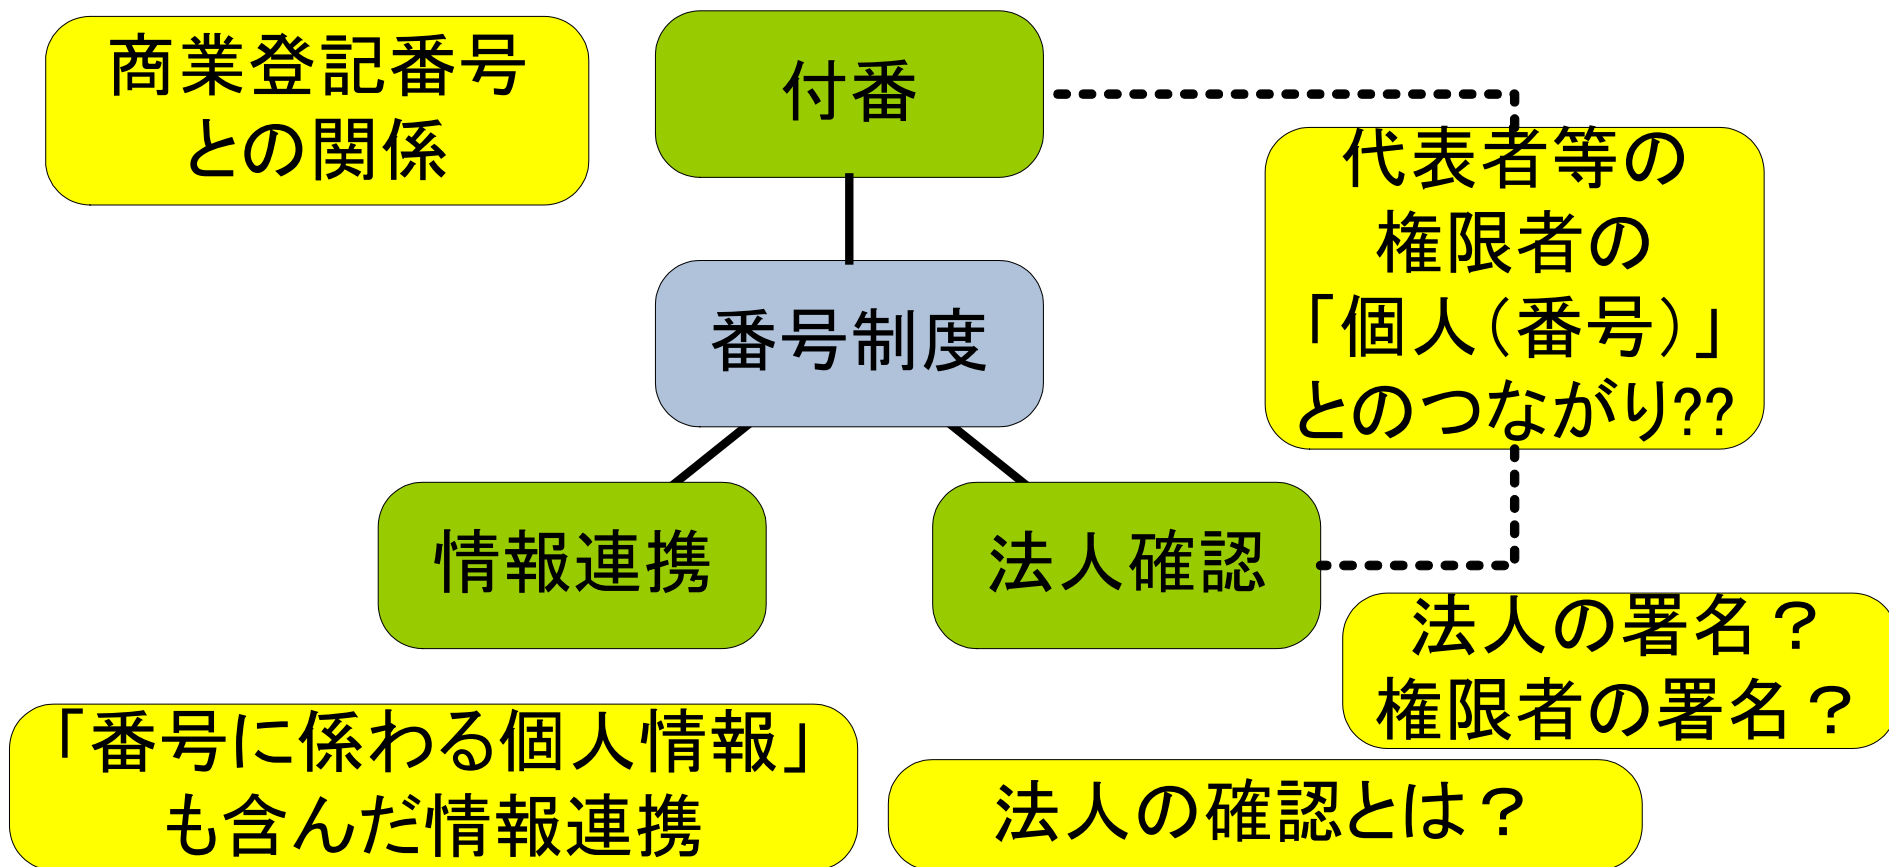 商業登記番号
との関係
付番
代表者等の
権限者の
「個人（番号）」
とのつながり??
番号制度
情報連携
法人確認
法人の署名？
権限者の署名？
「番号に係わる個人情報」
も含んだ情報連携
法人の確認とは？